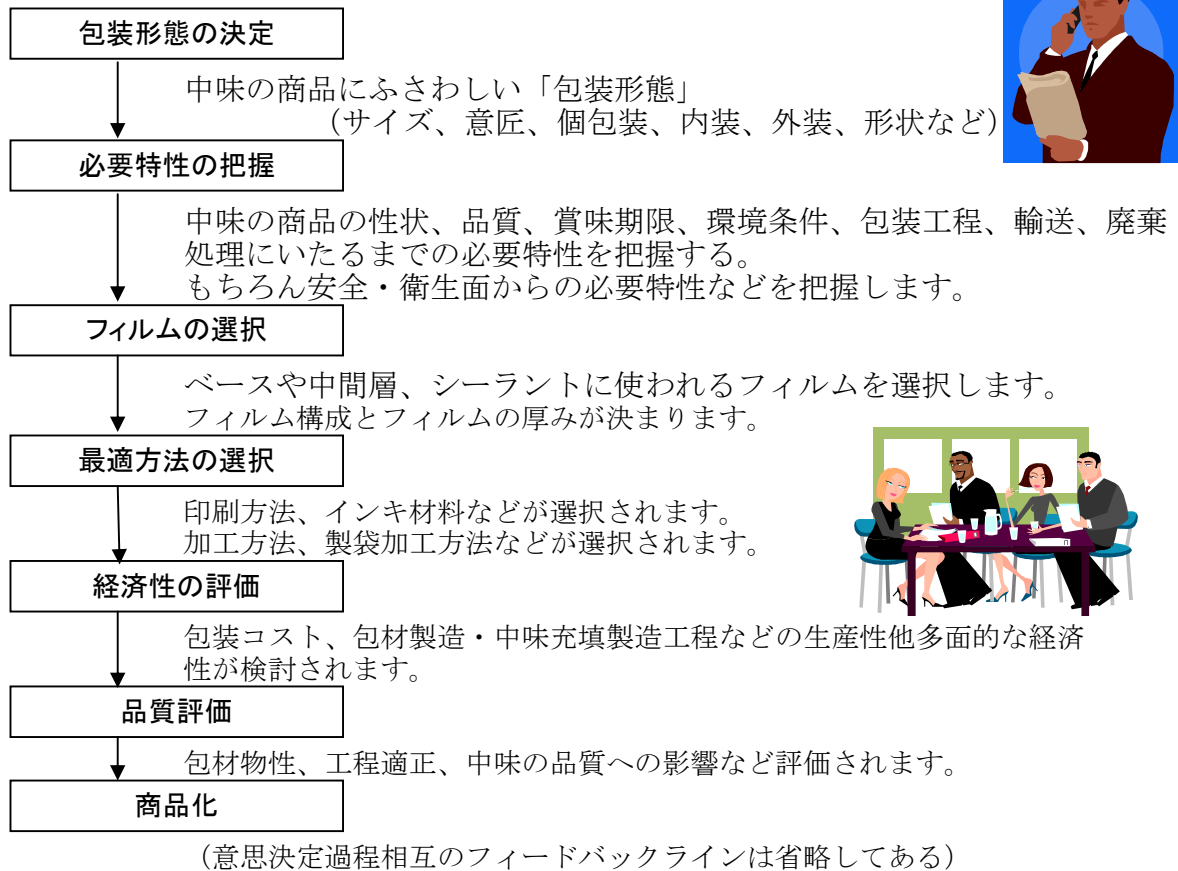 包装形態の決定
中味の商品にふさわしい「包装形態」
（サイズ、意匠、個包装、内装、外装、形状など）
必要特性の把握
中味の商品の性状、品質、賞味期限、環境条件、包装工程、輸送、廃棄
処理にいたるまでの必要特性を把握する。
もちろん安全・衛生面からの必要特性などを把握します。
フィルムの選択
ベースや中間層、シーラントに使われるフィルムを選択します。
フィルム構成とフィルムの厚みが決まります。
最適方法の選択
印刷方法、インキ材料などが選択されます。
加工方法、製袋加工方法などが選択されます。
経済性の評価
包装コスト、包材製造・中味充填製造工程などの生産性他多面的な経済
性が検討されます。
品質評価
包材物性、工程適正、中味の品質への影響など評価されます。
商品化
（意思決定過程相互のフィードバックラインは省略してある）